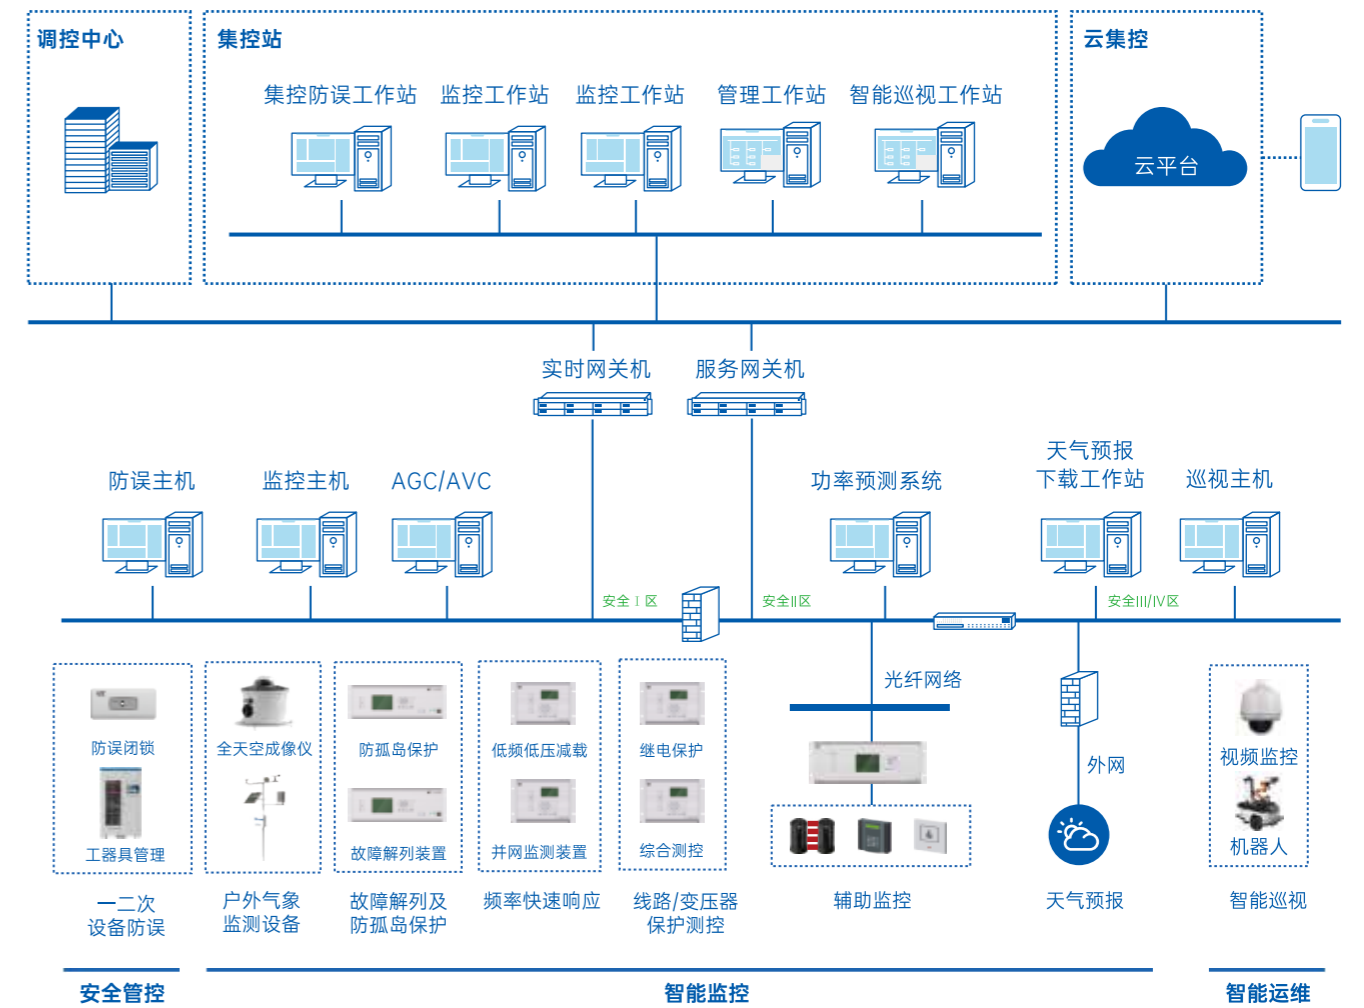 调控中心
集控站
云集控
集控防误工作站
监控工作站
监控工作站
管理工作站
智能巡视工作站
云平台
实时网关机
服务网关机
防误主机
监控主机
AGC/AVC
功率预测系统
天气预报
下载工作站
巡视主机
安全Ⅰ区
安全II区
安全III/IV区
光纤网络
外网
防误闭锁
工器具管理
全天空成像仪
防孤岛保护
故障解列装置
低频低压减载
并网监测装置
继电保护
综合测控
视频监控
机器人
一二次
设备防误
户外气象
监测设备
故障解列及
防孤岛保护
频率快速响应
线路/变压器
保护测控
辅助监控
天气预报
智能巡视
安全管控
智能监控
智能运维